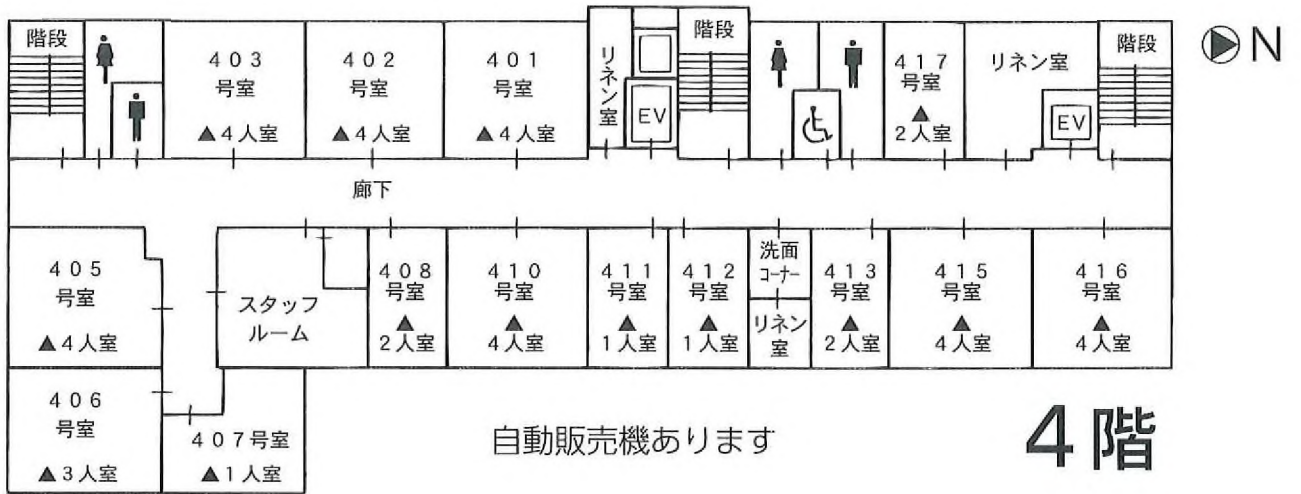 階段
403
号室
▲4人室
402
号室
▲4人室
401
号室
▲4人室
リネン室
EV
階段
417
号室
▲
2人室
リネン室
EV
階段
N
廊下
405
号室
▲4人室
スタッフ
ルーム
408
号室
▲
2人室
410
号室
▲
4人室
411
号室
▲
1人室
412
号室
▲
1人室
洗面
コーナー
リネン
室
413
号室
▲
2人室
415
号室
▲
4人室
416
号室
▲
4人室
406
号室
▲3人室
407号室
▲1人室
自動販売機あります
4階